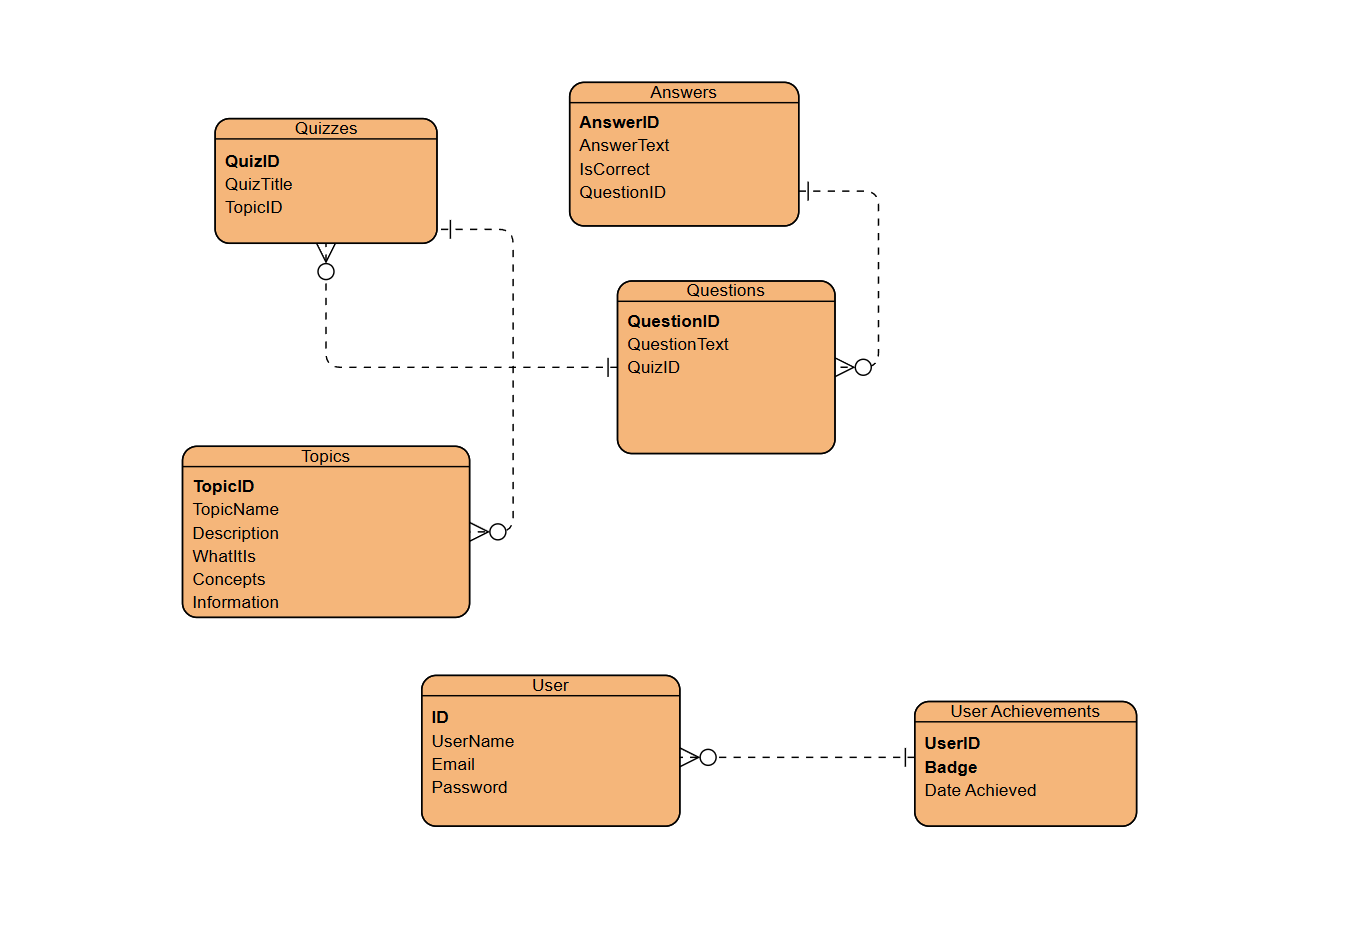 Answers
AnswerID
AnswerText
IsCorrect
QuestionID
Quizzes
QuizID
QuizTitle
TopicID
Questions
QuestionID
QuestionText
QuizID
Topics
TopicID
TopicName
Description
WhatItIs
Concepts
Information
User
ID
UserName
Email
Password
User Achievements
UserID
Badge
Date Achieved